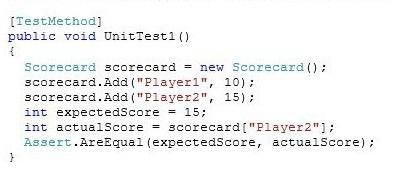 [TestMethod]
public void UnitTest1()
{
  Scorecard scorecard = new Scorecard();
  scorecard.Add("Player1", 10);
  scorecard.Add("Player2", 15);
  int expectedScore = 15;
  int actualScore = scorecard["Player2"];
  Assert.AreEqual(expectedScore, actualScore);
}